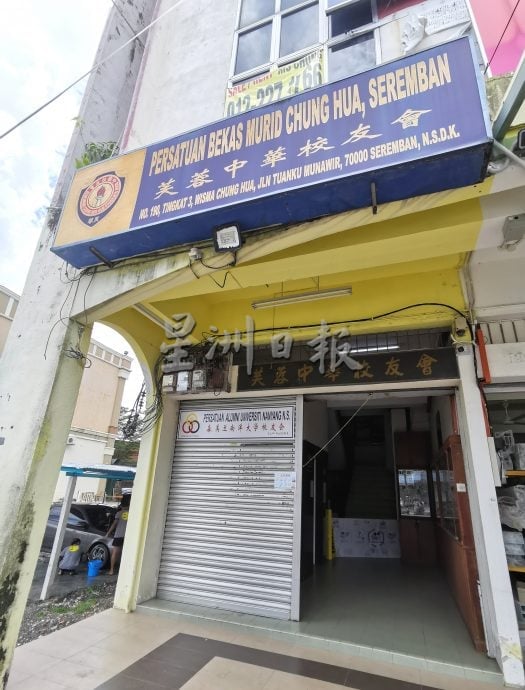 PERSATUAN BEKAS MURID CHUNG HUA, SEREMBAN
芙蓉中華校友會
NO. 190, TINGKAT 3, WISMA CHUNG HUA, JLN TUANKU MUNAWIR, 70000 SEREMBAN, N.S.D.K.
星洲日报
芙蓉中華校友會
PERSATUAN ALUMNI UNIVERSITI NANYANG N.S.
森美兰南洋大学校友会